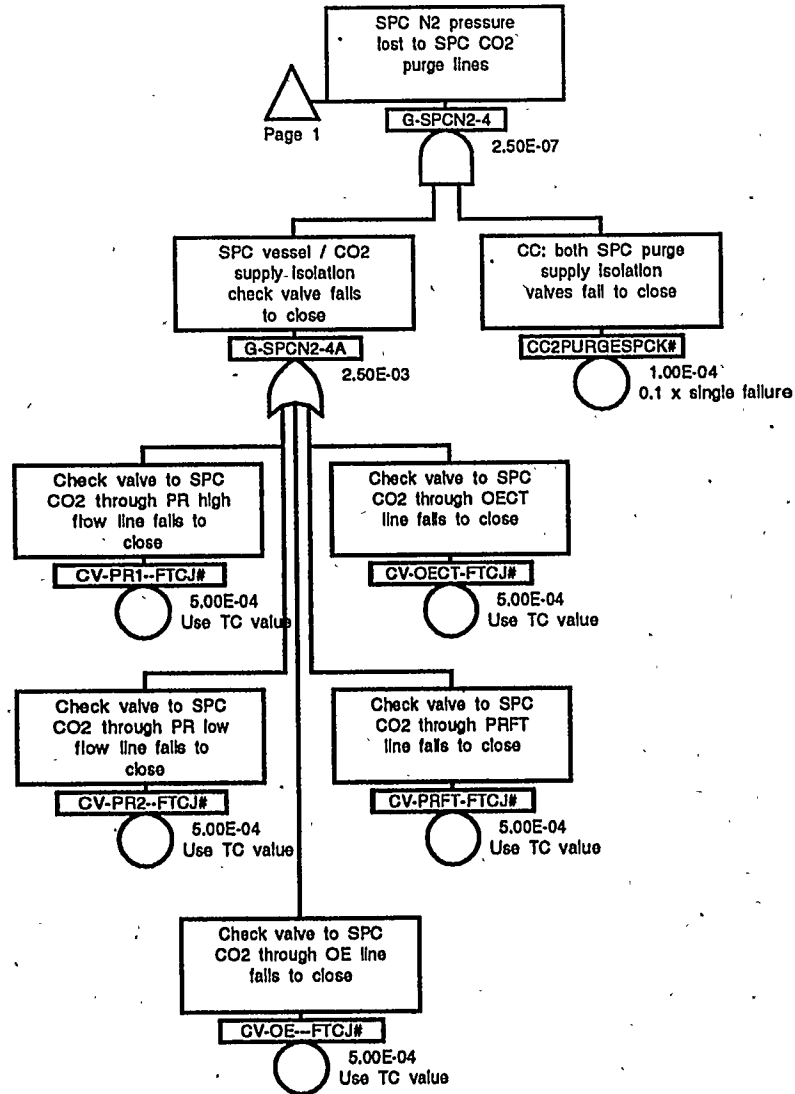 SPC N2 pressure
lost to SPC CO2
purge lines
Page 1
G-SPCN2-4
2.50E-07
SPC vessel / CO2
supply-isolation
check valve fails
to close
G-SPCN2-4A
2.50E-03
CC: both SPC purge
supply isolation
valves fail to close
CC2PURGESPCK#
1.00E-04
0.1 x single failure
Check valve to SPC
CO2 through PR high
flow line fails to
close
CV-PR1--FTCJ#
5.00E-04
Use TC value
Check valve to SPC
CO2 through OECT
line fails to close
CV-OECT-FTCJ#
5.00E-04
Use TC value
Check valve to SPC
CO2 through PR low
flow line fails to
close
CV-PR2--FTCJ#
5.00E-04
Use TC value
Check valve to SPC
CO2 through PRFT
line fails to close
CV-PRFT-FTCJ#
5.00E-04
Use TC value
Check valve to SPC
CO2 through OE line
fails to close
CV-OE---FTCJ#
5.00E-04
Use TC value